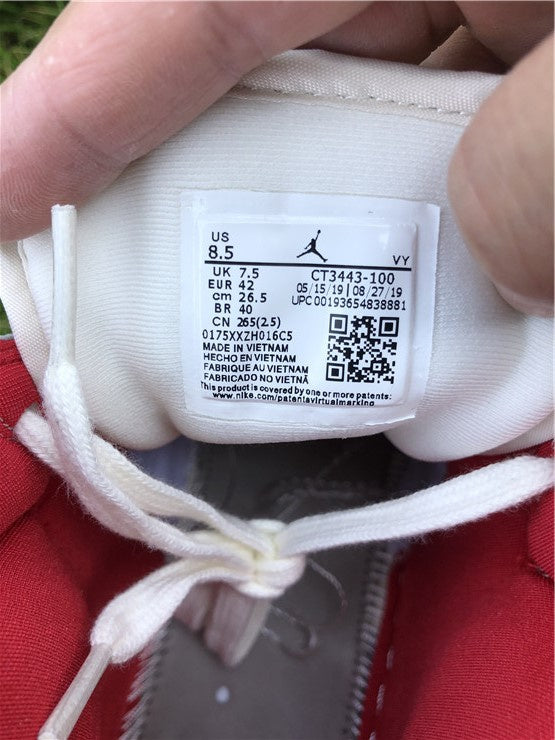 US
8.5
VY
UK 7.5
EUR 42
cm 26.5
BR 40
CN 265(2.5)
CT3443-100
05/15/19 | 08/27/19
UPC 00193654838881
0175XXZH016C5
MADE IN VIETNAM
HECHO EN VIETNAM
FABRIQUE AU VIETNAM
FABRICADO NO VIETNÃ
This product is covered by one or more patents:
www.nike.com/patentavirtualmarking